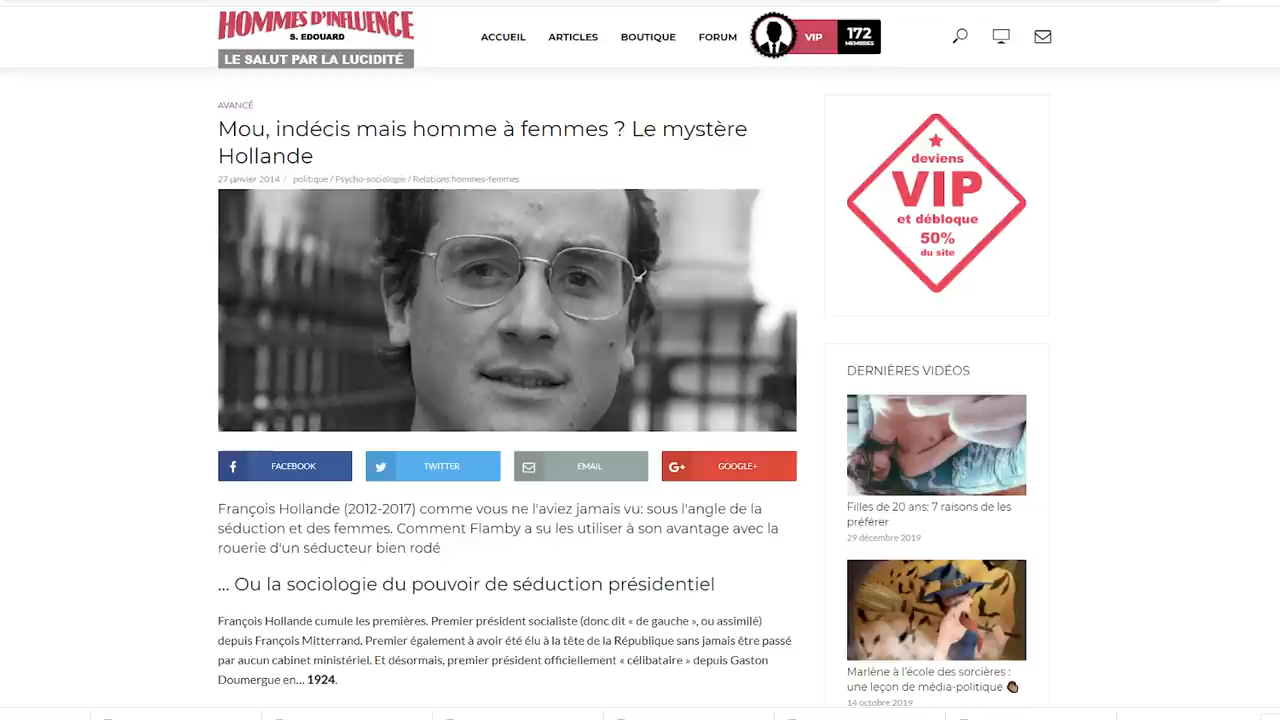 HOMMES D'INFLUENCE
S. EDOUARD
LE SALUT PAR LA LUCIDITÉ
ACCUEIL
ARTICLES
BOUTIQUE
FORUM
VIP
172
MEMBRES
AVANCÉ
Mou, indécis mais homme à femmes ? Le mystère
Hollande
27 janvier 2014 / politique / Psycho-sociologie / Relations hommes-femmes
FACEBOOK
TWITTER
EMAIL
GOOGLE+
François Hollande (2012-2017) comme vous ne l'aviez jamais vu: sous l'angle de la
séduction et des femmes. Comment Flamby a su les utiliser à son avantage avec la
rouerie d'un séducteur bien rodé
... Ou la sociologie du pouvoir de séduction présidentiel
François Hollande cumule les premières. Premier président socialiste (donc dit « de gauche », ou assimilé)
depuis François Mitterrand. Premier également à avoir été élu à la tête de la République sans jamais être passé
par aucun cabinet ministériel. Et désormais, premier président officiellement « célibataire » depuis Gaston
Doumergue en... 1924.
deviens
VIP
et débloque
50%
du site
DERNIÈRES VIDÉOS
Filles de 20 ans: 7 raisons de les
préférer
29 décembre 2019
Marlène à l'école des sorcières :
une leçon de média-politique
14 octobre 2019